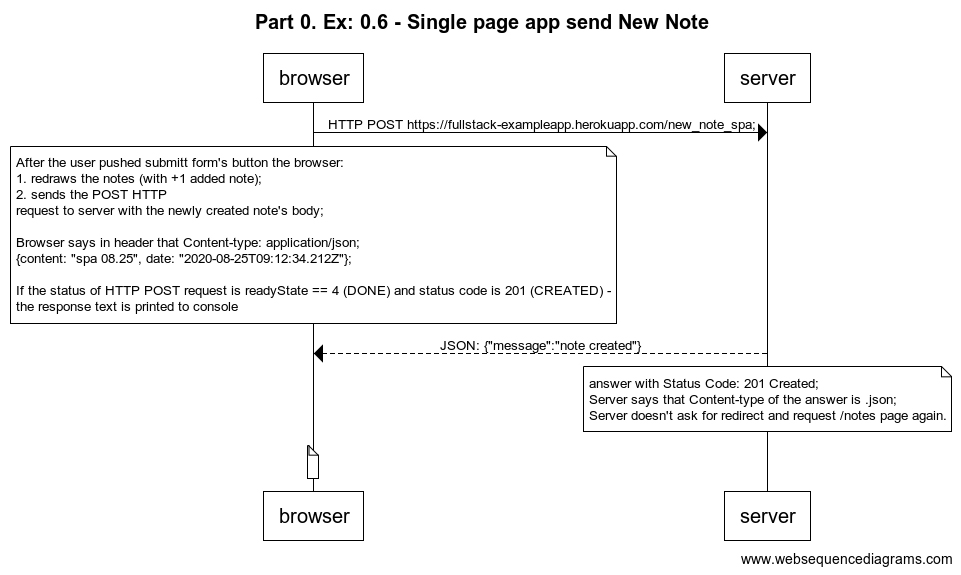 Part 0. Ex: 0.6 - Single page app send New Note
browser
server
HTTP POST https://fullstack-exampleapp.herokuapp.com/new_note_spa;
After the user pushed submitt form's button the browser:
1. redraws the notes (with +1 added note);
2. sends the POST HTTP
request to server with the newly created note's body;
Browser says in header that Content-type: application/json;
{content: "spa 08.25", date: "2020-08-25T09:12:34.212Z"};
If the status of HTTP POST request is readyState == 4 (DONE) and status code is 201 (CREATED) -
the response text is printed to console
JSON: {"message":"note created"}
answer with Status Code: 201 Created;
Server says that Content-type of the answer is .json;
Server doesn't ask for redirect and request /notes page again.
browser
server
www.websequencediagrams.com